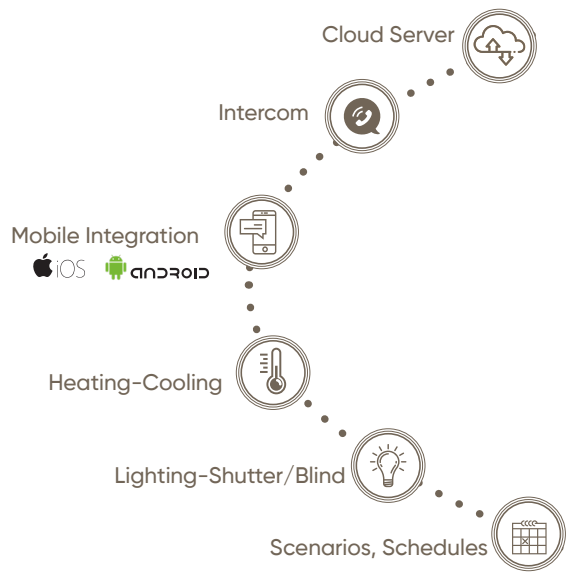 Cloud Server
Intercom
Mobile Integration
iOS android
Heating-Cooling
Lighting-Shutter/Blind
Scenarios, Schedules